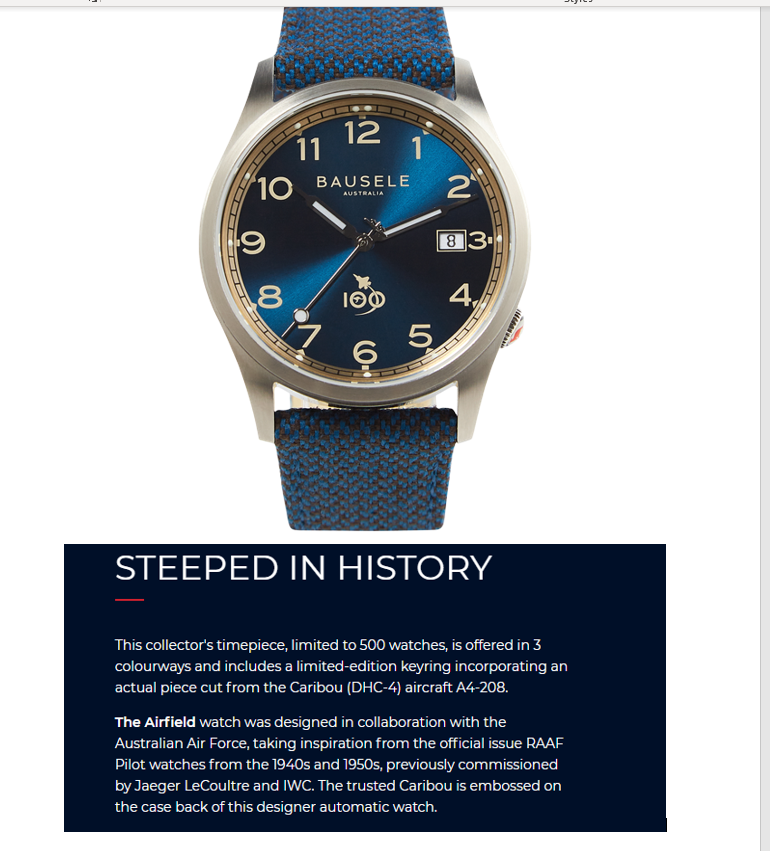 12
11
1
10
BAUSELE
AUSTRALIA
2
9
8
3
8
100
4
7
5
6
STEEPED IN HISTORY
This collector's timepiece, limited to 500 watches, is offered in 3
colourways and includes a limited-edition keyring incorporating an
actual piece cut from the Caribou (DHC-4) aircraft A4-208.
The Airfield watch was designed in collaboration with the
Australian Air Force, taking inspiration from the official issue RAAF
Pilot watches from the 1940s and 1950s, previously commissioned
by Jaeger LeCoultre and IWC. The trusted Caribou is embossed on
the case back of this designer automatic watch.